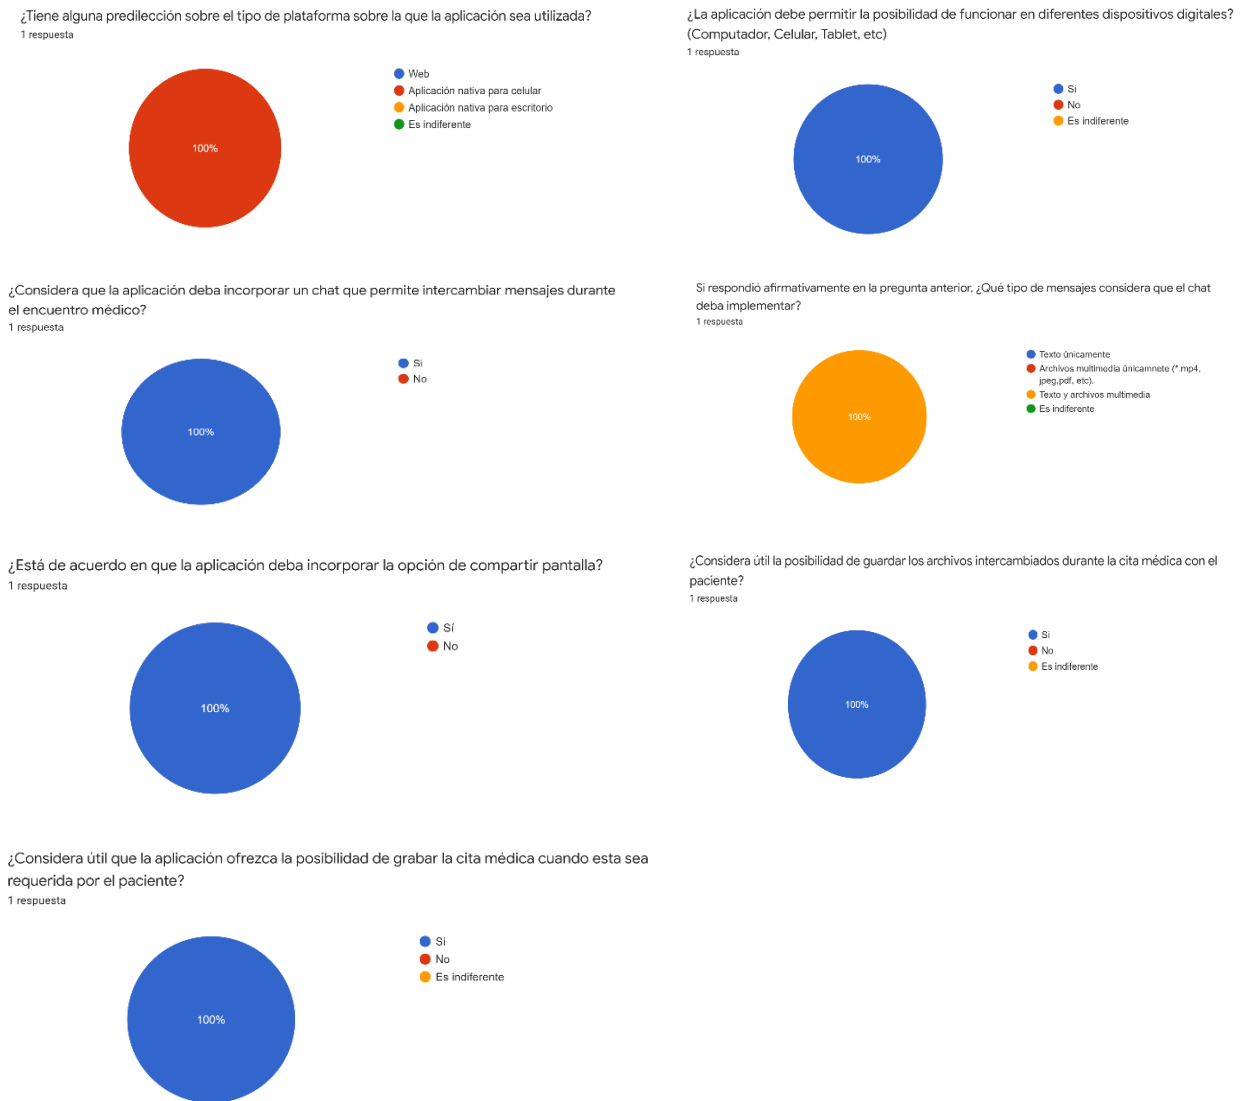 ¿Tiene alguna predilección sobre el tipo de plataforma sobre la que la aplicación sea utilizada?
1 respuesta
100%
Web
Aplicación nativa para celular
Aplicación nativa para escritorio
Es indiferente
¿La aplicación debe permitir la posibilidad de funcionar en diferentes dispositivos digitales?
(Computador, Celular, Tablet, etc)
1 respuesta
100%
Si
No
Es indiferente
¿Considera que la aplicación deba incorporar un chat que permite intercambiar mensajes durante
el encuentro médico?
1 respuesta
100%
Si
No
Si respondió afirmativamente en la pregunta anterior, ¿Qué tipo de mensajes considera que el chat
deba implementar?
1 respuesta
100%
Texto únicamente
Archivos multimedia únicamnete (*.mp4,
jpeg,pdf, etc).
Texto y archivos multimedia
Es indiferente
¿Está de acuerdo en que la aplicación deba incorporar la opción de compartir pantalla?
1 respuesta
100%
Sí
No
¿Considera útil la posibilidad de guardar los archivos intercambiados durante la cita médica con el
paciente?
1 respuesta
100%
Si
No
Es indiferente
¿Considera útil que la aplicación ofrezca la posibilidad de grabar la cita médica cuando esta sea
requerida por el paciente?
1 respuesta
100%
Si
No
Es indiferente